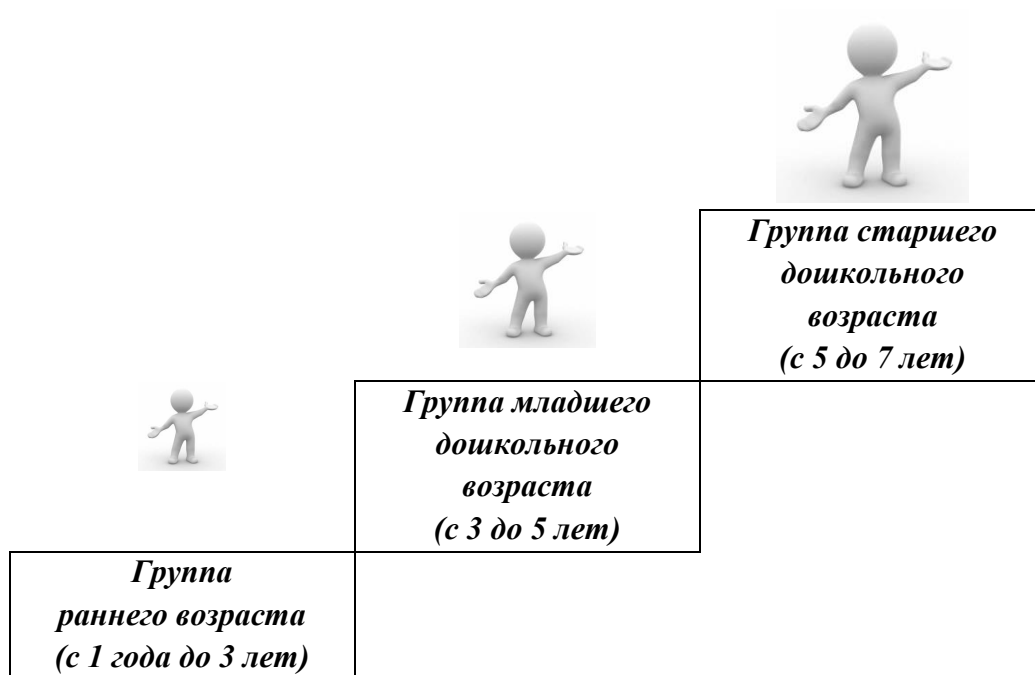 Группа старшего
дошкольного
возраста
(с 5 до 7 лет)
Группа младшего
дошкольного
возраста
(с 3 до 5 лет)
Группа
раннего возраста
(с 1 года до 3 лет)